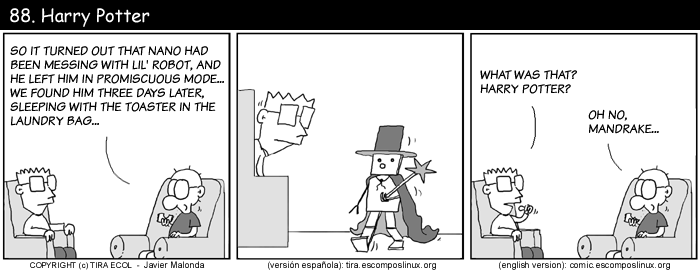 88. Harry Potter
SO IT TURNED OUT THAT NANO HAD
BEEN MESSING WITH LIL' ROBOT, AND
HE LEFT HIM IN PROMISCUOUS MODE...
WE FOUND HIM THREE DAYS LATER,
SLEEPING WITH THE TOASTER IN THE
LAUNDRY BAG...
WHAT WAS THAT?
HARRY POTTER?
OH NO,
MANDRAKE...
COPYRIGHT (c) TIRA ECOL - Javier Malonda
(versión española): tira.escomposlinux.org
(english version): comic.escomposlinux.org